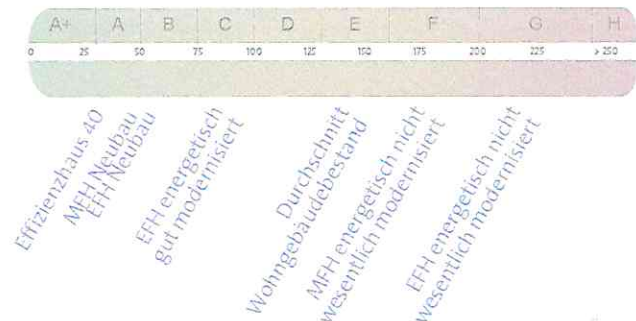 A+ A B C D E F G H
0 25 50 75 100 125 150 175 200 225 > 250
Effizienzhaus 40
MFH Neubau
EFH Neubau
EFH energetisch
gut modernisiert
Durchschnitt
Wohngebäudebestand
MFH energetisch nicht
wesentlich modernisiert
EFH energetisch nicht
wesentlich modernisiert